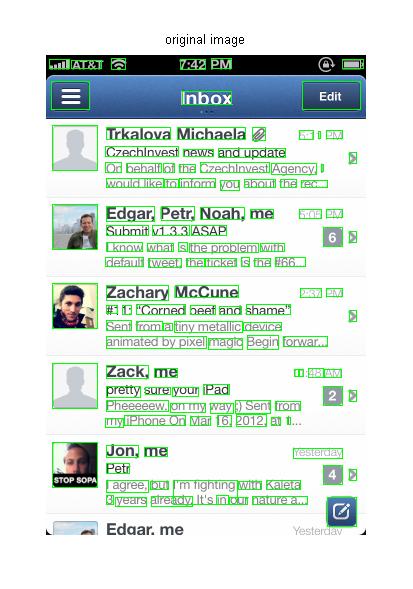 original image
AT&T 7:42 PM
Inbox Edit
Trkalova Michaela PM
CzechInvest news and update
On behalf of the CzechInvest Agency, I
would like to inform you about the rec...
Edgar, Petr, Noah, me 5:05 PM
Submit v1.3.3 ASAP
6
I know what is the problem with
default tweet, the ticket is the #66...
Zachary McCune 2:37 PM
#1: "Corned beef and shame"
Sent from a tiny metallic device
animated by pixel magic Begin forwar...
Zack, me AM
pretty sure your iPad
2
Pheeeeew. on my way :) Sent from
my iPhone On Mar 16, 2012, at 1...
Jon, me Yesterday
Petr
4
I agree, but I'm fighting with Kaleta
3 years already. It's in our nature a...
STOP SOPA
Edgar, me Yesterday